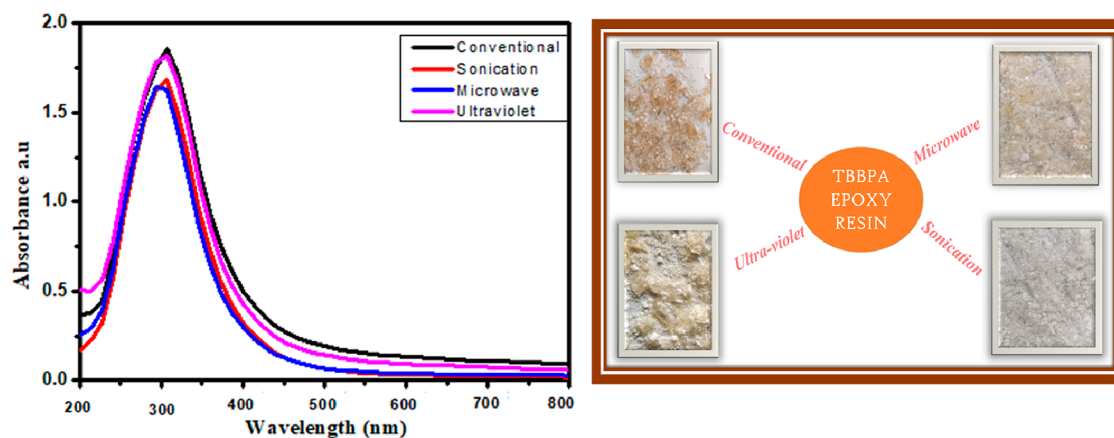 2.0
1.5
1.0
0.5
0.0
Absorbance a.u
200
300
400
500
600
700
800
Wavelength (nm)
Conventional
Sonication
Microwave
Ultraviolet
Conventional
Microwave
TBBPA
EPOXY
RESIN
Ultra-violet
Sonication